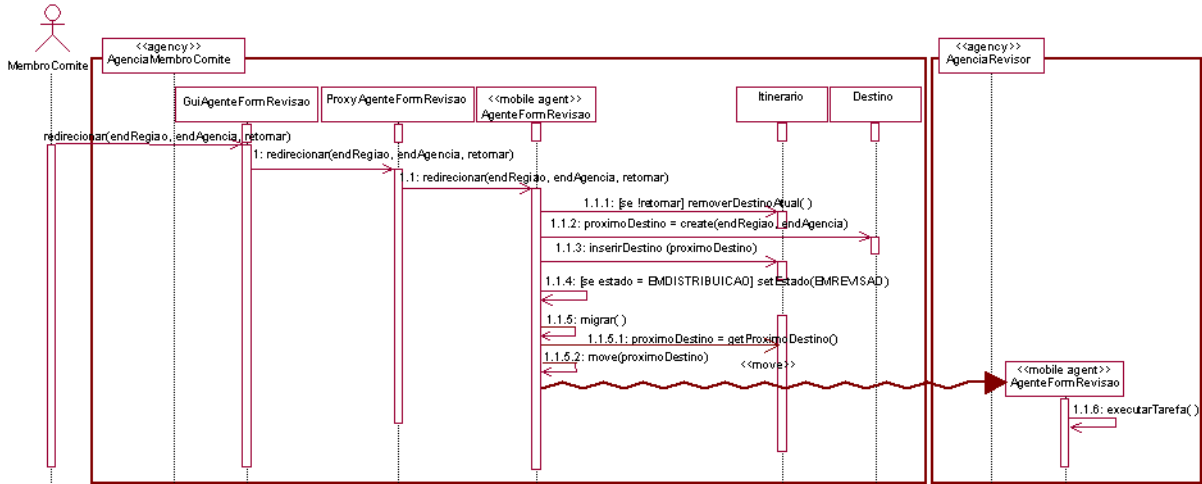 <<agency>>
AgenciaMembroComite
<<agency>>
AgenciaRevisor
MembroComite
GuiAgenteFormRevisao
ProxyAgenteFormRevisao
<<mobile agent>>
AgenteFormRevisao
Itinerario
Destino
redirecionar(endRegiao, endAgencia, retornar)
1: redirecionar(endRegiao, endAgencia, retornar)
1.1: redirecionar(endRegiao, endAgencia, retornar)
1.1.1: [se !retornar] removerDestinoAtual( )
1.1.2: proximoDestino = create(endRegiao, endAgencia)
1.1.3: inserirDestino (proximoDestino)
1.1.4: [se estado = EMDISTRIBUICAO] setEstado(EMREVISAO)
1.1.5: migrar( )
1.1.5.1: proximoDestino = getProximoDestino()
1.1.5.2: move(proximoDestino)
<<move>>
<<mobile agent>>
AgenteFormRevisao
1.1.6: executarTarefa( )